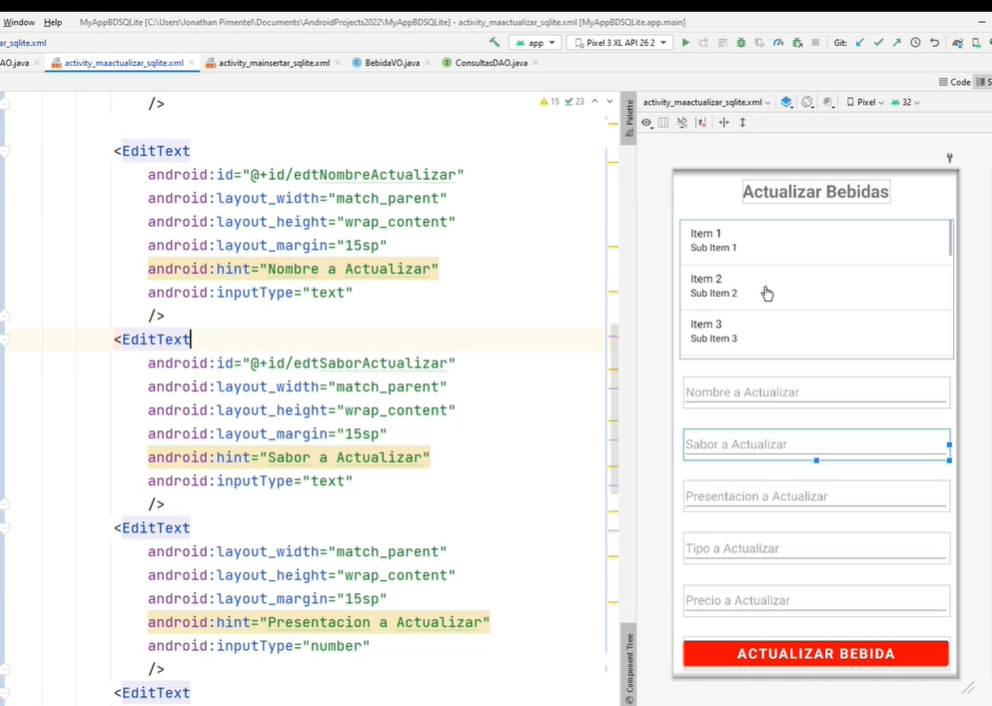 Window Help MyAppBDSQLite [C:\Users\Jonathan Pimentel\Documents\AndroidProjects2022\MyAppBDSQLite] - activity_maactualizar_sqlite.xml [MyAppBDSQLite.app.main]
ar_sqlite.xml
app Pixel 3 XL API 26 2 Git:
AO.java activity_maactualizar_sqlite.xml activity_mainsertar_sqlite.xml BebidaVO.java ConsultasDAO.java
Code S
15 23
Palette
activity_maactualizar_sqlite.xml Pixel 32
/>
<EditText
android:id="@+id/edtNombreActualizar"
android:layout_width="match_parent"
android:layout_height="wrap_content"
android:layout_margin="15sp"
android:hint="Nombre a Actualizar"
android:inputType="text"
/>
<EditText
android:id="@+id/edtSaborActualizar"
android:layout_width="match_parent"
android:layout_height="wrap_content"
android:layout_margin="15sp"
android:hint="Sabor a Actualizar"
android:inputType="text"
/>
<EditText
android:layout_width="match_parent"
android:layout_height="wrap_content"
android:layout_margin="15sp"
android:hint="Presentacion a Actualizar"
android:inputType="number"
/>
<EditText
Component Tree
Actualizar Bebidas
Item 1
Sub Item 1
Item 2
Sub Item 2
Item 3
Sub Item 3
Nombre a Actualizar
Sabor a Actualizar
Presentacion a Actualizar
Tipo a Actualizar
Precio a Actualizar
ACTUALIZAR BEBIDA